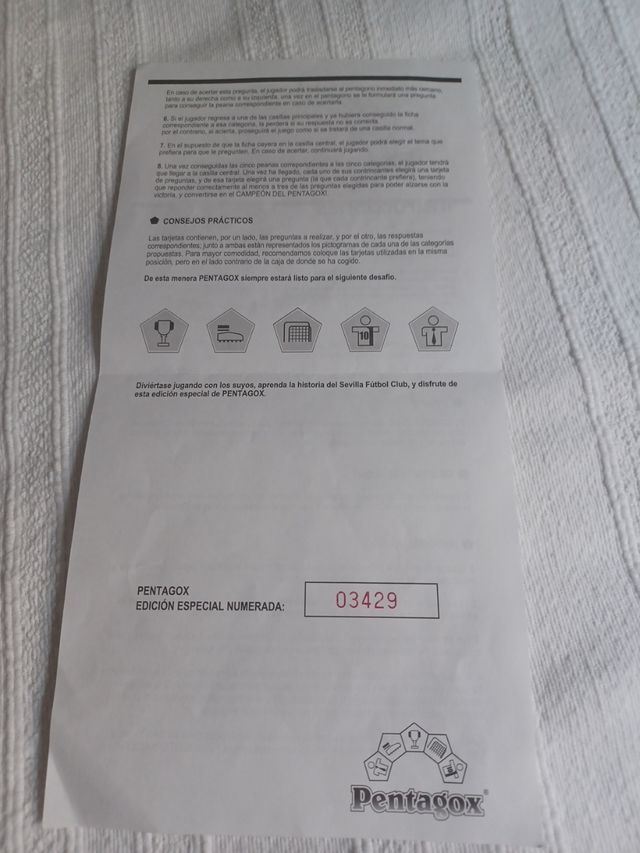 En caso de acertar esta pregunta, el jugador podrá trasladarse al pentágono inmediato más cercano,
tanto a su derecha como a su izquierda, una vez en el pentágono se le formulará una pregunta
para conseguir la peana correspondiente en caso de acertarla.
6. Si el jugador regresa a una de las casillas principales y ya hubiera conseguido la ficha
correspondiente a esa categoría, la perderá si su respuesta no es correcta.
por el contrario, si acierta, proseguirá el juego como si se tratara de una casilla normal.
7. En el supuesto de que la ficha cayera en la casilla central, el jugador podrá elegir el tema que
prefiera para que le pregunten. En caso de acertar, continuará jugando.
8. Una vez conseguidas las cinco peanas correpondientes a las cinco categorías, el jugador tendrá
que llegar a la casilla central. Una vez ha llegado, cada uno de sus contrincantes elegirá una tarjeta
de preguntas, y de esa tarjeta elegirá una pregunta (la que cada contrincante prefiera), teniendo
que reponder correctamente al menos a tres de las preguntas elegidas para poder alzarse con la
victoria, y convertirse en el CAMPEÓN DEL PENTAGOX!
CONSEJOS PRÁCTICOS
Las tarjetas contienen, por un lado, las preguntas a realizar, y por el otro, las respuestas
correspondientes; junto a ambas están representados los pictogramas de cada una de las categorías
propuestas. Para mayor comodidad, recomendamos coloque las tarjetas utilizadas en la misma
posición, pero en el lado contrario de la caja de donde so ha cogido.
De esta menera PENTAGOX siempre estará listo para el siguiente desafío.
10
Diviértase jugando con los suyos, aprenda la historia del Sevilla Fútbol Club, y disfrute de
esta edición especial de PENTAGOX.
PENTAGOX
EDICIÓN ESPECIAL NUMERADA: 03429
Pentagox®